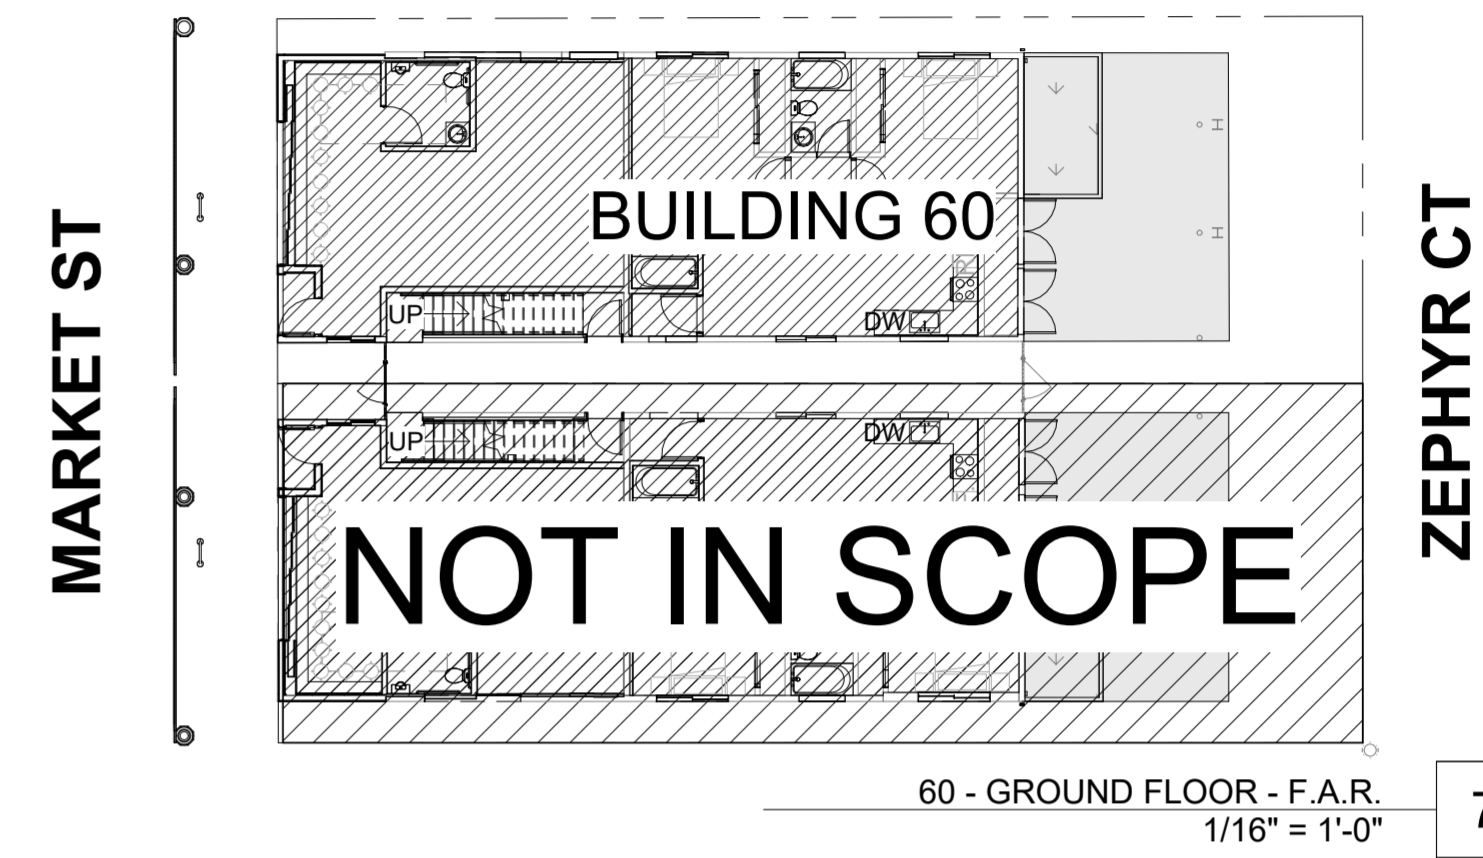 MARKET ST
BUILDING 60
UP
DW
H
H
UP
DW
NOT IN SCOPE
ZEPHYR CT
60 - GROUND FLOOR - F.A.R.
1/16" = 1'-0"
7